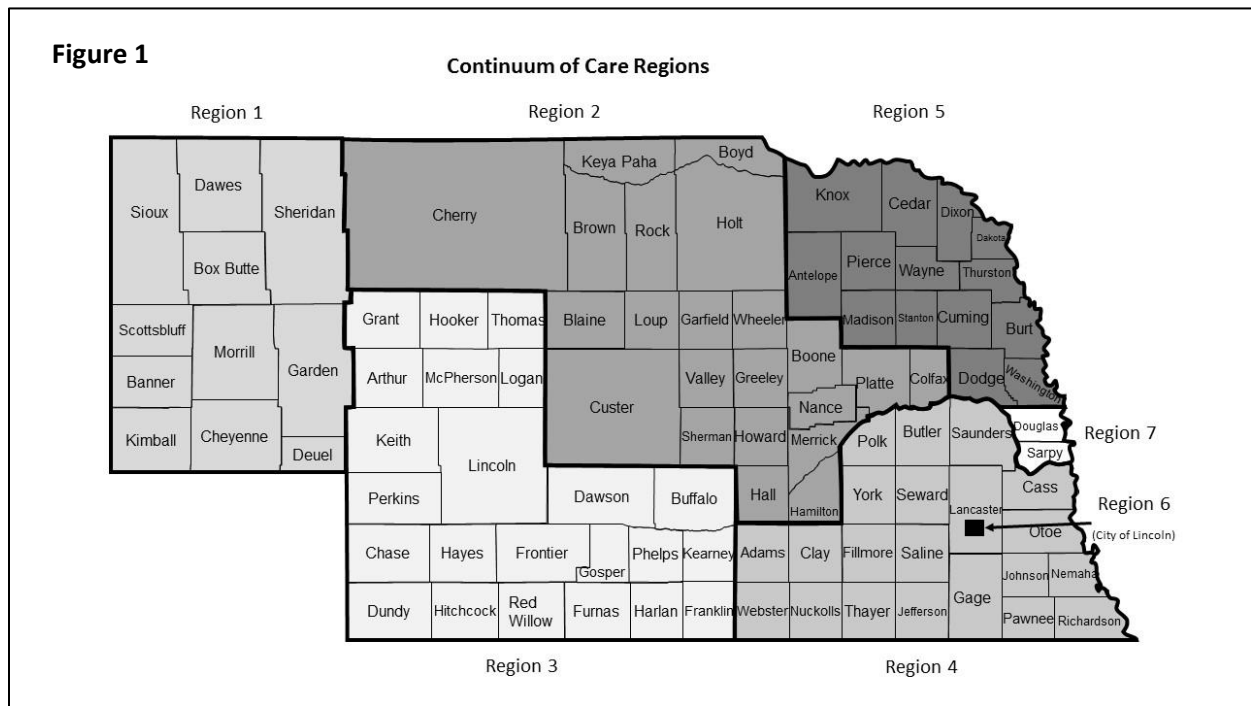 Figure 1
Continuum of Care Regions
Region 1
Region 2
Region 5
Sioux
Dawes
Sheridan
Box Butte
Scottsbluff
Morrill
Garden
Banner
Kimball
Cheyenne
Deuel
Cherry
Keya Paha
Boyd
Brown
Rock
Holt
Blaine
Loup
Garfield
Wheeler
Custer
Valley
Greeley
Boone
Platte
Colfax
Nance
Sherman
Howard
Merrick
Hall
Hamilton
Knox
Cedar
Dixon
Dakota
Antelope
Pierce
Wayne
Thurston
Madison
Stanton
Cuming
Burt
Dodge
Washington
Grant
Hooker
Thomas
Arthur
McPherson
Logan
Keith
Lincoln
Perkins
Dawson
Buffalo
Chase
Hayes
Frontier
Gosper
Phelps
Kearney
Dundy
Hitchcock
Red
Willow
Furnas
Harlan
Franklin
Polk
Butler
Saunders
Douglas
Sarpy
Region 7
York
Seward
Lancaster
Cass
Otoe
Region 6
(City of Lincoln)
Adams
Clay
Fillmore
Saline
Gage
Johnson
Nemaha
Webster
Nuckolls
Thayer
Jefferson
Pawnee
Richardson
Region 3
Region 4